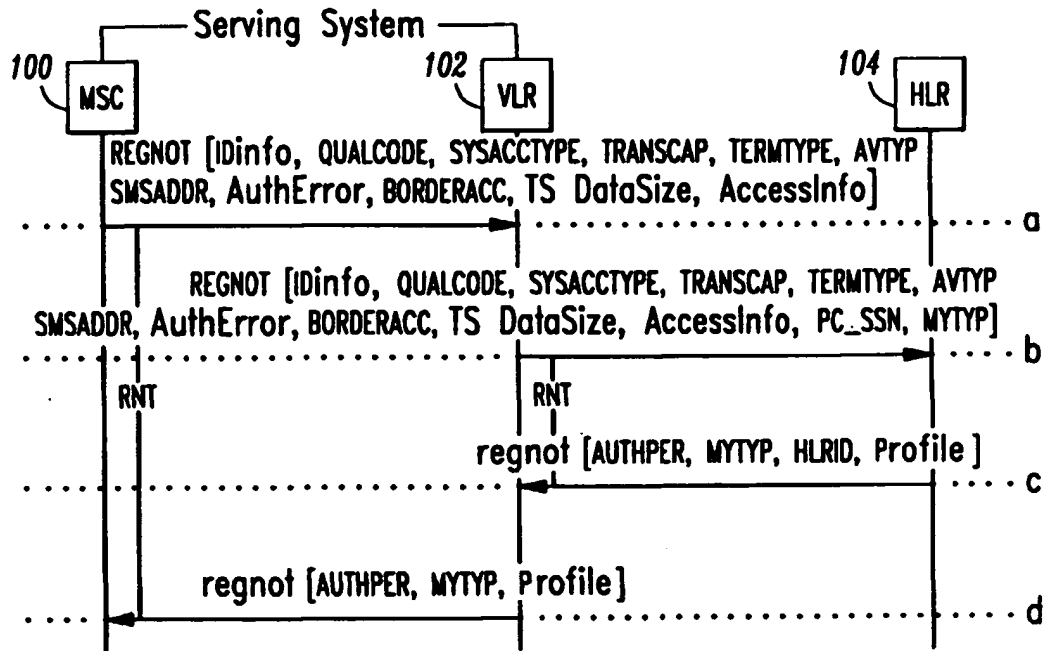 Serving System
100
MSC
102
VLR
104
HLR
REGNOT [IDinfo, QUALCODE, SYSACCTYPE, TRANSCAP, TERMTYPE, AVTYP
SMSADDR, AuthError, BORDERACC, TS DataSize, AccessInfo]
a
REGNOT [IDinfo, QUALCODE, SYSACCTYPE, TRANSCAP, TERMTYPE, AVTYP
SMSADDR, AuthError, BORDERACC, TS DataSize, AccessInfo, PC_SSN, MYTYP]
b
RNT
RNT
regnot [AUTHPER, MYTYP, HLRID, Profile ]
c
regnot [AUTHPER, MYTYP, Profile]
d